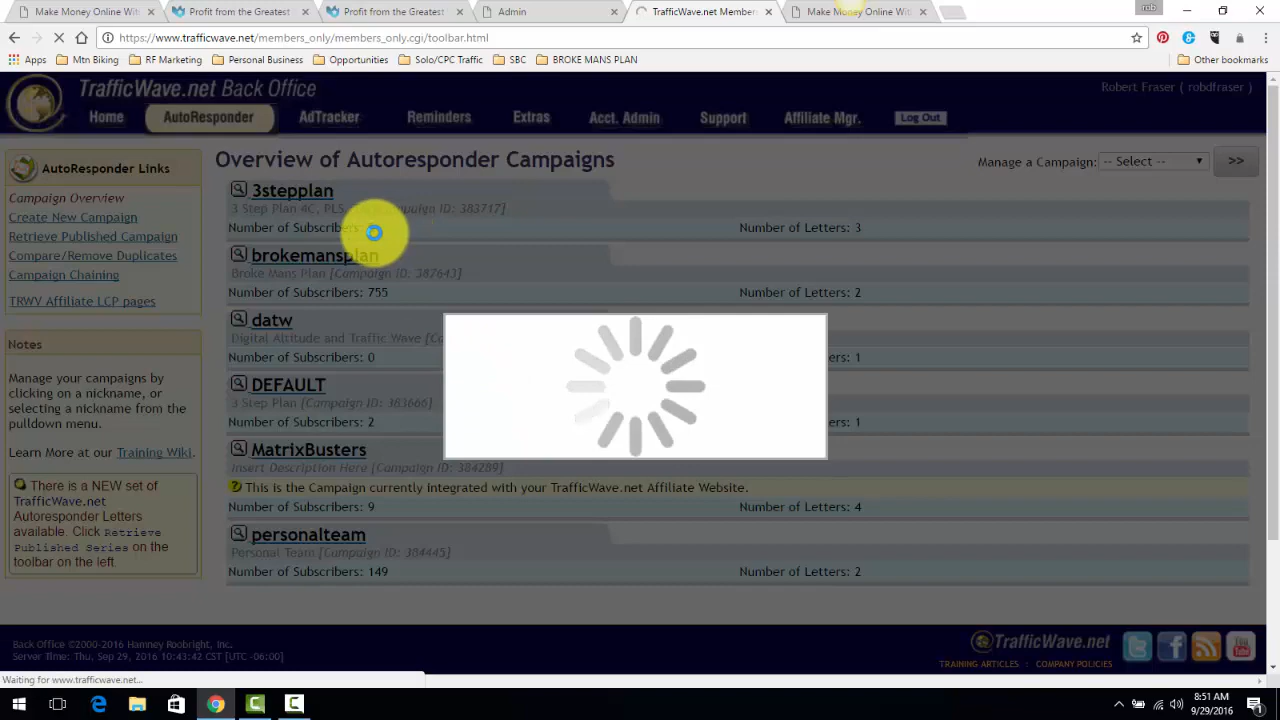 Make Money Online Wit
Profit from the Greatest
Profit from the Greatest
Admin
TrafficWave.net Member
Make Money Online Wit
rob
https://www.trafficwave.net/members_only/members_only.cgi/toolbar.html
Apps Mtn Biking RF Marketing Personal Business Opportunities Solo/CPC Traffic SBC BROKE MANS PLAN Other bookmarks
TrafficWave.net Back Office
Robert Fraser ( robdfraser )
Home AutoResponder AdTracker Reminders Extras Acct. Admin Support Affiliate Mgr. Log Out
AutoResponder Links
Campaign Overview
Create New Campaign
Retrieve Published Campaign
Compare/Remove Duplicates
Campaign Chaining
TRWV Affiliate LCP pages
Notes
Manage your campaigns by
clicking on a nickname, or
selecting a nickname from the
pulldown menu.
Learn More at our Training Wiki.
There is a NEW set of
TrafficWave.net
Autoresponder Letters
available. Click Retrieve
Published Series on the
toolbar on the left.
Overview of Autoresponder Campaigns
Manage a Campaign: -- Select -- >>
3stepplan
3 Step Plan 4C, PLS, [Campaign ID: 383717]
Number of Subscribers: Number of Letters: 3
brokemansplan
Broke Mans Plan [Campaign ID: 387643]
Number of Subscribers: 755 Number of Letters: 2
datw
Digital Altitude and Traffic Wave [Ca
Number of Subscribers: 0 Number of Letters: 1
DEFAULT
3 Step Plan [Campaign ID: 383666]
Number of Subscribers: 2 Number of Letters: 1
MatrixBusters
Insert Description Here [Campaign ID: 384289]
This is the Campaign currently integrated with your TrafficWave.net Affiliate Website.
Number of Subscribers: 9 Number of Letters: 4
personalteam
Personal Team [Campaign ID: 384445]
Number of Subscribers: 149 Number of Letters: 2
Back Office ©2000-2016 Hamney Roobright, Inc.
Server Time: Thu, Sep 29, 2016 10:43:42 CST [UTC -06:00]
TrafficWave.net
TRAINING ARTICLES : COMPANY POLICIES
Waiting for www.trafficwave.net...
8:51 AM
9/29/2016